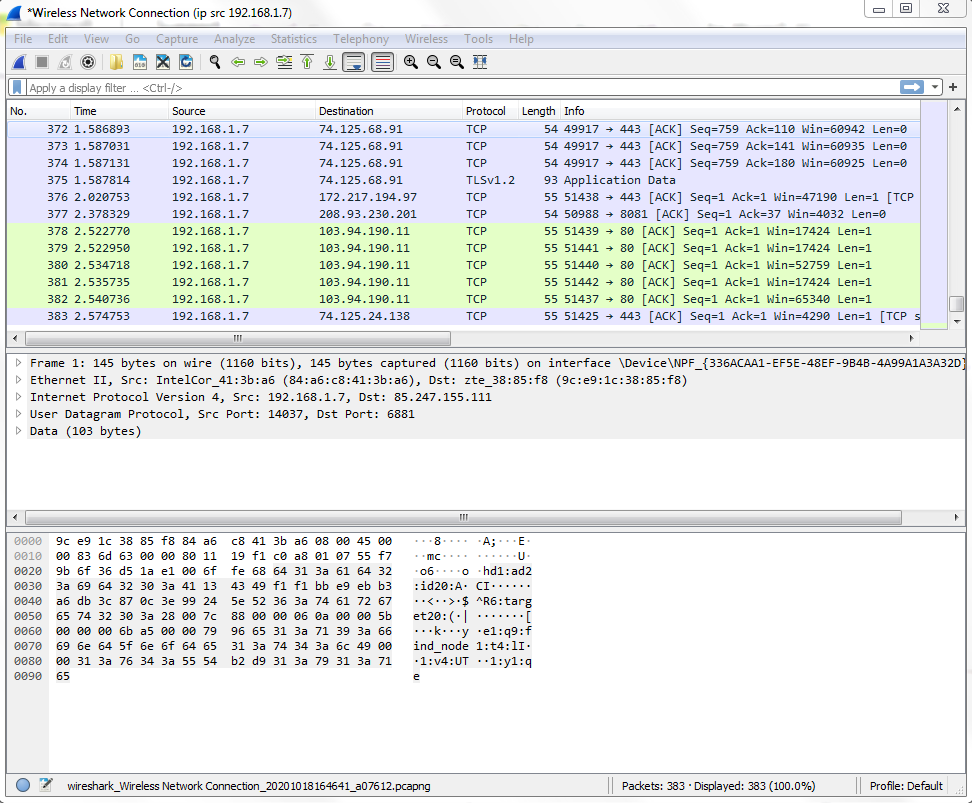 *Wireless Network Connection (ip src 192.168.1.7)
File Edit View Go Capture Analyze Statistics Telephony Wireless Tools Help
Apply a display filter ... <Ctrl-/>
No. Time Source Destination Protocol Length Info
372 1.586893 192.168.1.7 74.125.68.91 TCP 54 49917 → 443 [ACK] Seq=759 Ack=110 Win=60942 Len=0
373 1.587031 192.168.1.7 74.125.68.91 TCP 54 49917 → 443 [ACK] Seq=759 Ack=141 Win=60935 Len=0
374 1.587131 192.168.1.7 74.125.68.91 TCP 54 49917 → 443 [ACK] Seq=759 Ack=180 Win=60925 Len=0
375 1.587814 192.168.1.7 74.125.68.91 TLSv1.2 93 Application Data
376 2.020753 192.168.1.7 172.217.194.97 TCP 55 51438 → 443 [ACK] Seq=1 Ack=1 Win=47190 Len=1 [TCP
377 2.378329 192.168.1.7 208.93.230.201 TCP 54 50988 → 8081 [ACK] Seq=1 Ack=37 Win=4032 Len=0
378 2.522770 192.168.1.7 103.94.190.11 TCP 55 51439 → 80 [ACK] Seq=1 Ack=1 Win=17424 Len=1
379 2.522950 192.168.1.7 103.94.190.11 TCP 55 51441 → 80 [ACK] Seq=1 Ack=1 Win=17424 Len=1
380 2.534718 192.168.1.7 103.94.190.11 TCP 55 51440 → 80 [ACK] Seq=1 Ack=1 Win=52759 Len=1
381 2.535735 192.168.1.7 103.94.190.11 TCP 55 51442 → 80 [ACK] Seq=1 Ack=1 Win=17424 Len=1
382 2.540736 192.168.1.7 103.94.190.11 TCP 55 51437 → 80 [ACK] Seq=1 Ack=1 Win=65340 Len=1
383 2.574753 192.168.1.7 74.125.24.138 TCP 55 51425 → 443 [ACK] Seq=1 Ack=1 Win=4290 Len=1 [TCP s
Frame 1: 145 bytes on wire (1160 bits), 145 bytes captured (1160 bits) on interface \Device\NPF_{336ACAA1-EF5E-48EF-9B4B-4A99A1A3A32D}
Ethernet II, Src: IntelCor_41:3b:a6 (84:a6:c8:41:3b:a6), Dst: zte_38:85:f8 (9c:e9:1c:38:85:f8)
Internet Protocol Version 4, Src: 192.168.1.7, Dst: 85.247.155.111
User Datagram Protocol, Src Port: 14037, Dst Port: 6881
Data (103 bytes)
0000 9c e9 1c 38 85 f8 84 a6 c8 41 3b a6 08 00 45 00 ···8···· ·A;···E·
0010 00 83 6d 63 00 00 80 11 19 f1 c0 a8 01 07 55 f7 ··mc···· ······U·
0020 9b 6f 36 d5 1a e1 00 6f fe 68 64 31 3a 61 64 32 ·o6····o ·hd1:ad2
0030 3a 69 64 32 30 3a 41 13 43 49 f1 f1 bb e9 eb b3 :id20:A· CI······
0040 a6 db 3c 87 0c 3e 99 24 5e 52 36 3a 74 61 72 67 ··<··>·$ ^R6:targ
0050 65 74 32 30 3a 28 00 7c 88 00 00 06 0a 00 00 5b et20:(·| ·······[
0060 00 00 00 6b a5 00 00 79 96 65 31 3a 71 39 3a 66 ···k···y ·e1:q9:f
0070 69 6e 64 5f 6e 6f 64 65 31 3a 74 34 3a 6c 49 00 ind_node 1:t4:lI·
0080 00 31 3a 76 34 3a 55 54 b2 d9 31 3a 79 31 3a 71 ·1:v4:UT ··1:y1:q
0090 65 e
wireshark_Wireless Network Connection_20201018164641_a07612.pcapng Packets: 383 · Displayed: 383 (100.0%) Profile: Default